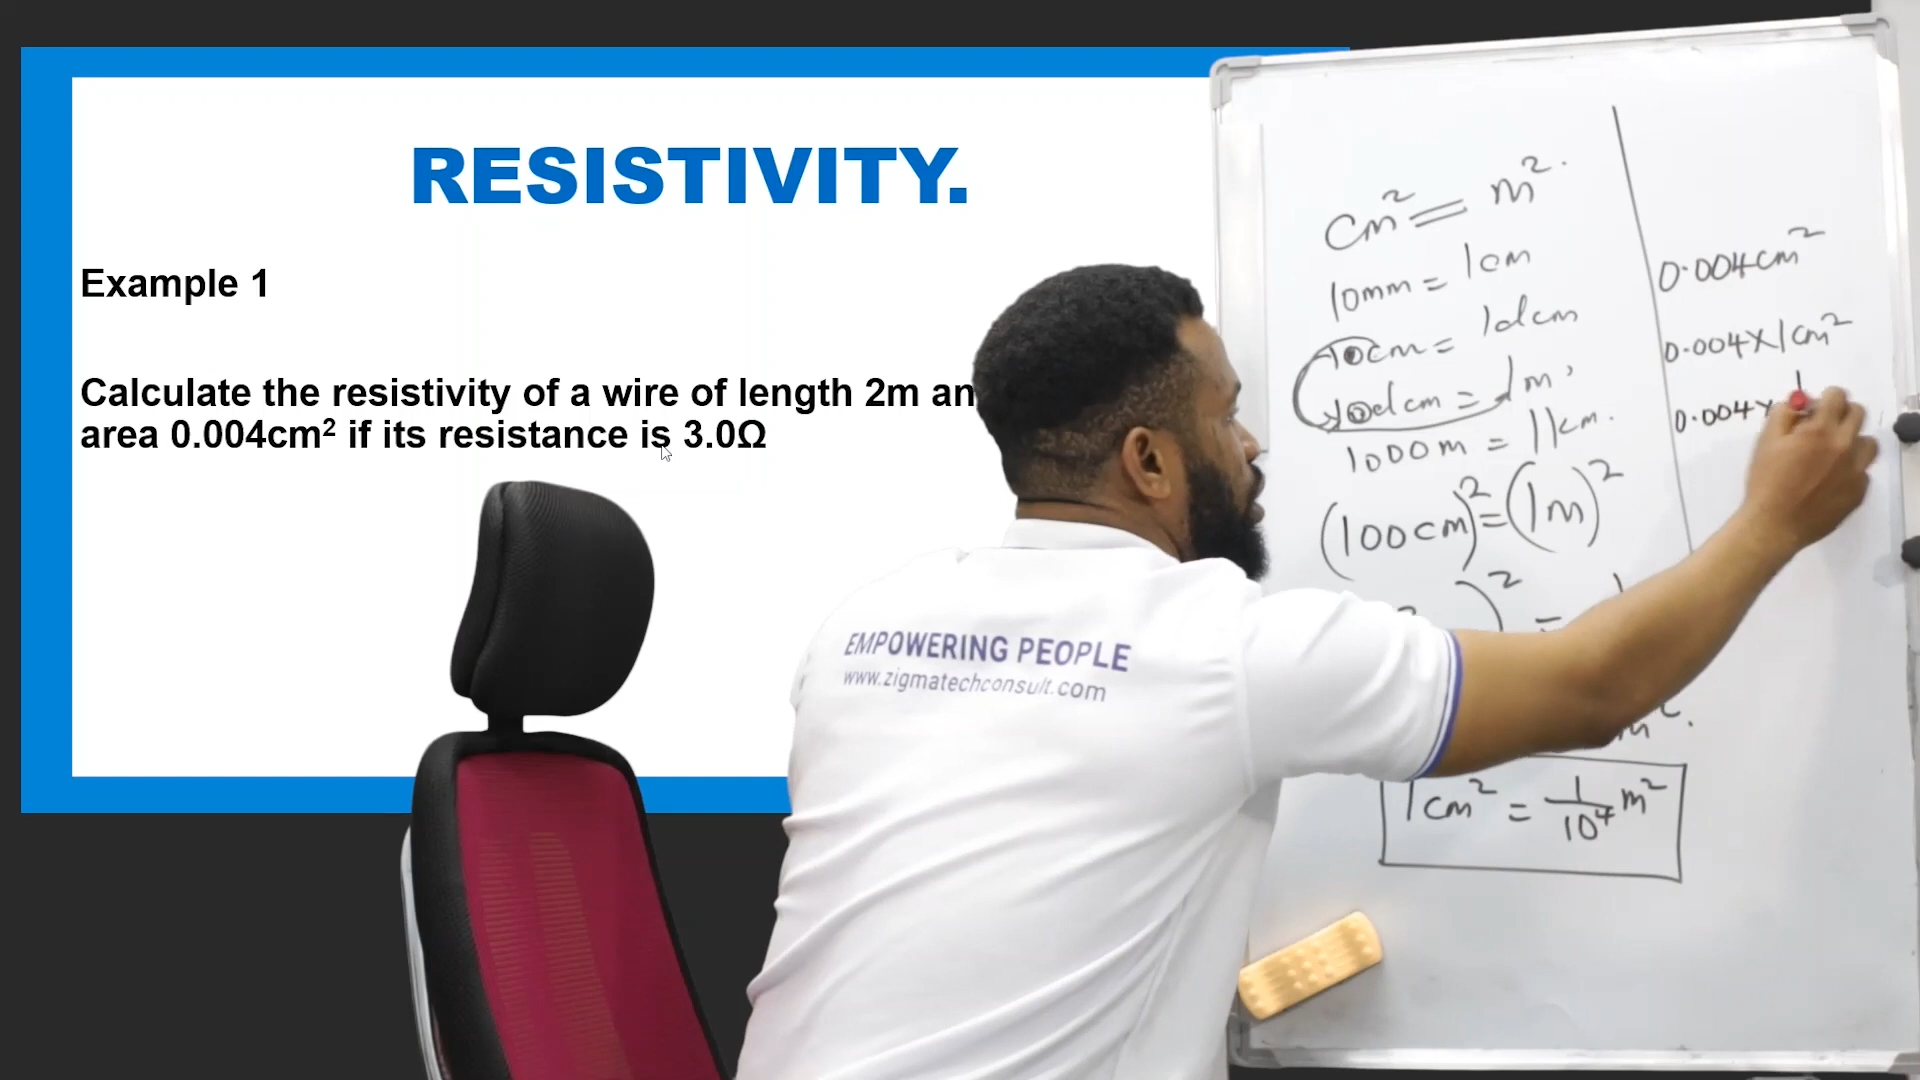 RESISTIVITY.
Example 1
Calculate the resistivity of a wire of length 2m an
area 0.004cm² if its resistance is 3.0Ω
EMPOWERING PEOPLE
www.zigmatechconsult.com
cm² = m².
10mm = 1cm
10cm = 1dcm
10dcm = 1m
1000m = 1km.
(100cm)² = (1m)²
)² =
m².
1cm² = 1/10⁴ m²
0.004cm²
0.004×1cm²
0.004×